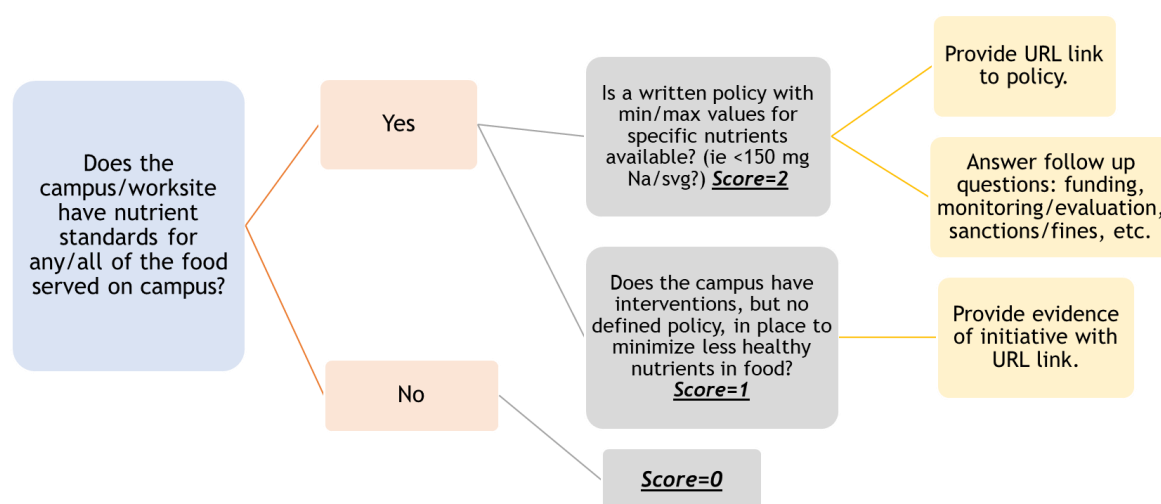 Does the
campus/worksite
have nutrient
standards for
any/all of the food
served on campus?
Yes
No
Is a written policy with
min/max values for
specific nutrients
available? (ie <150 mg
Na/svg?) Score=2
Does the campus have
interventions, but no
defined policy, in place to
minimize less healthy
nutrients in food?
Score=1
Score=0
Provide URL link
to policy.
Answer follow up
questions: funding,
monitoring/evaluation,
sanctions/fines, etc.
Provide evidence
of initiative with
URL link.